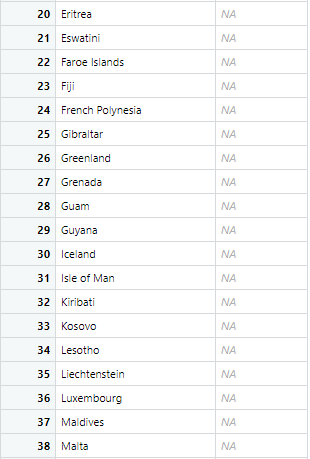 20 Eritrea NA
21 Eswatini NA
22 Faroe Islands NA
23 Fiji NA
24 French Polynesia NA
25 Gibraltar NA
26 Greenland NA
27 Grenada NA
28 Guam NA
29 Guyana NA
30 Iceland NA
31 Isle of Man NA
32 Kiribati NA
33 Kosovo NA
34 Lesotho NA
35 Liechtenstein NA
36 Luxembourg NA
37 Maldives NA
38 Malta NA